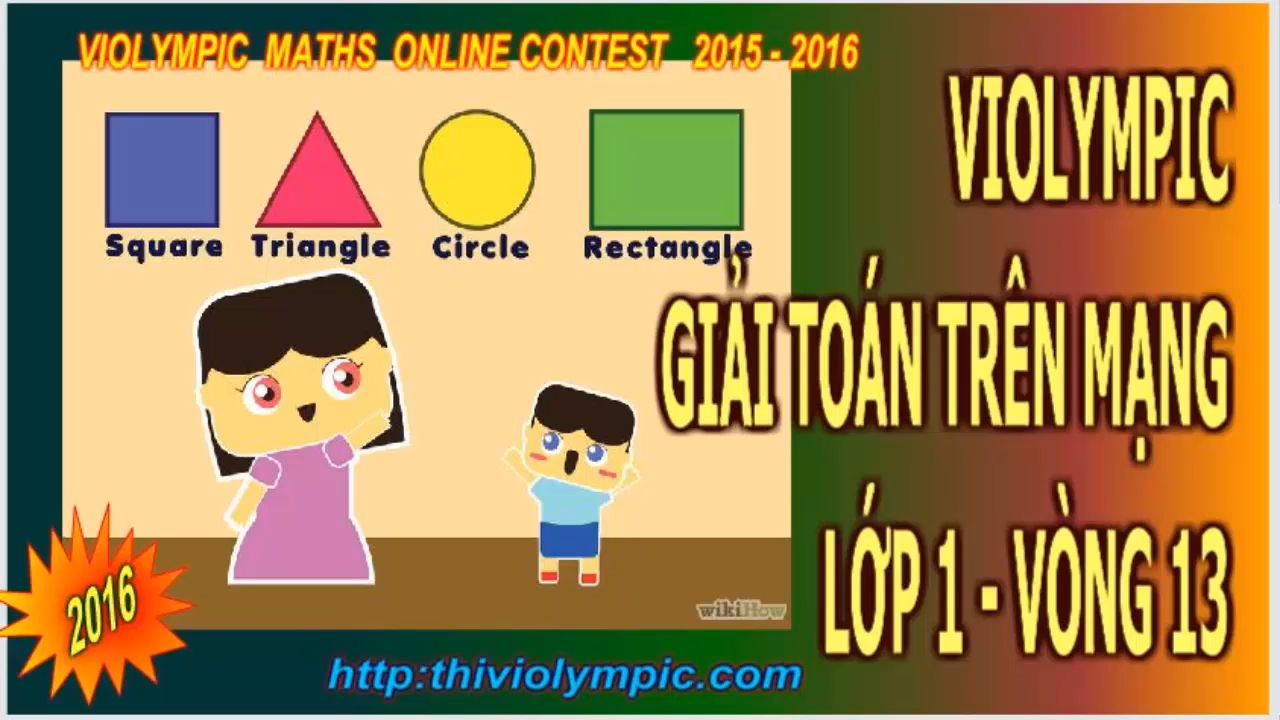 VIOLYMPIC MATHS ONLINE CONTEST 2015 - 2016
Square Triangle Circle Rectangle
VIOLYMPIC
GIẢI TOÁN TRÊN MẠNG
LỚP 1 - VÒNG 13
2016
wikiHow
http:thiviolympic.com